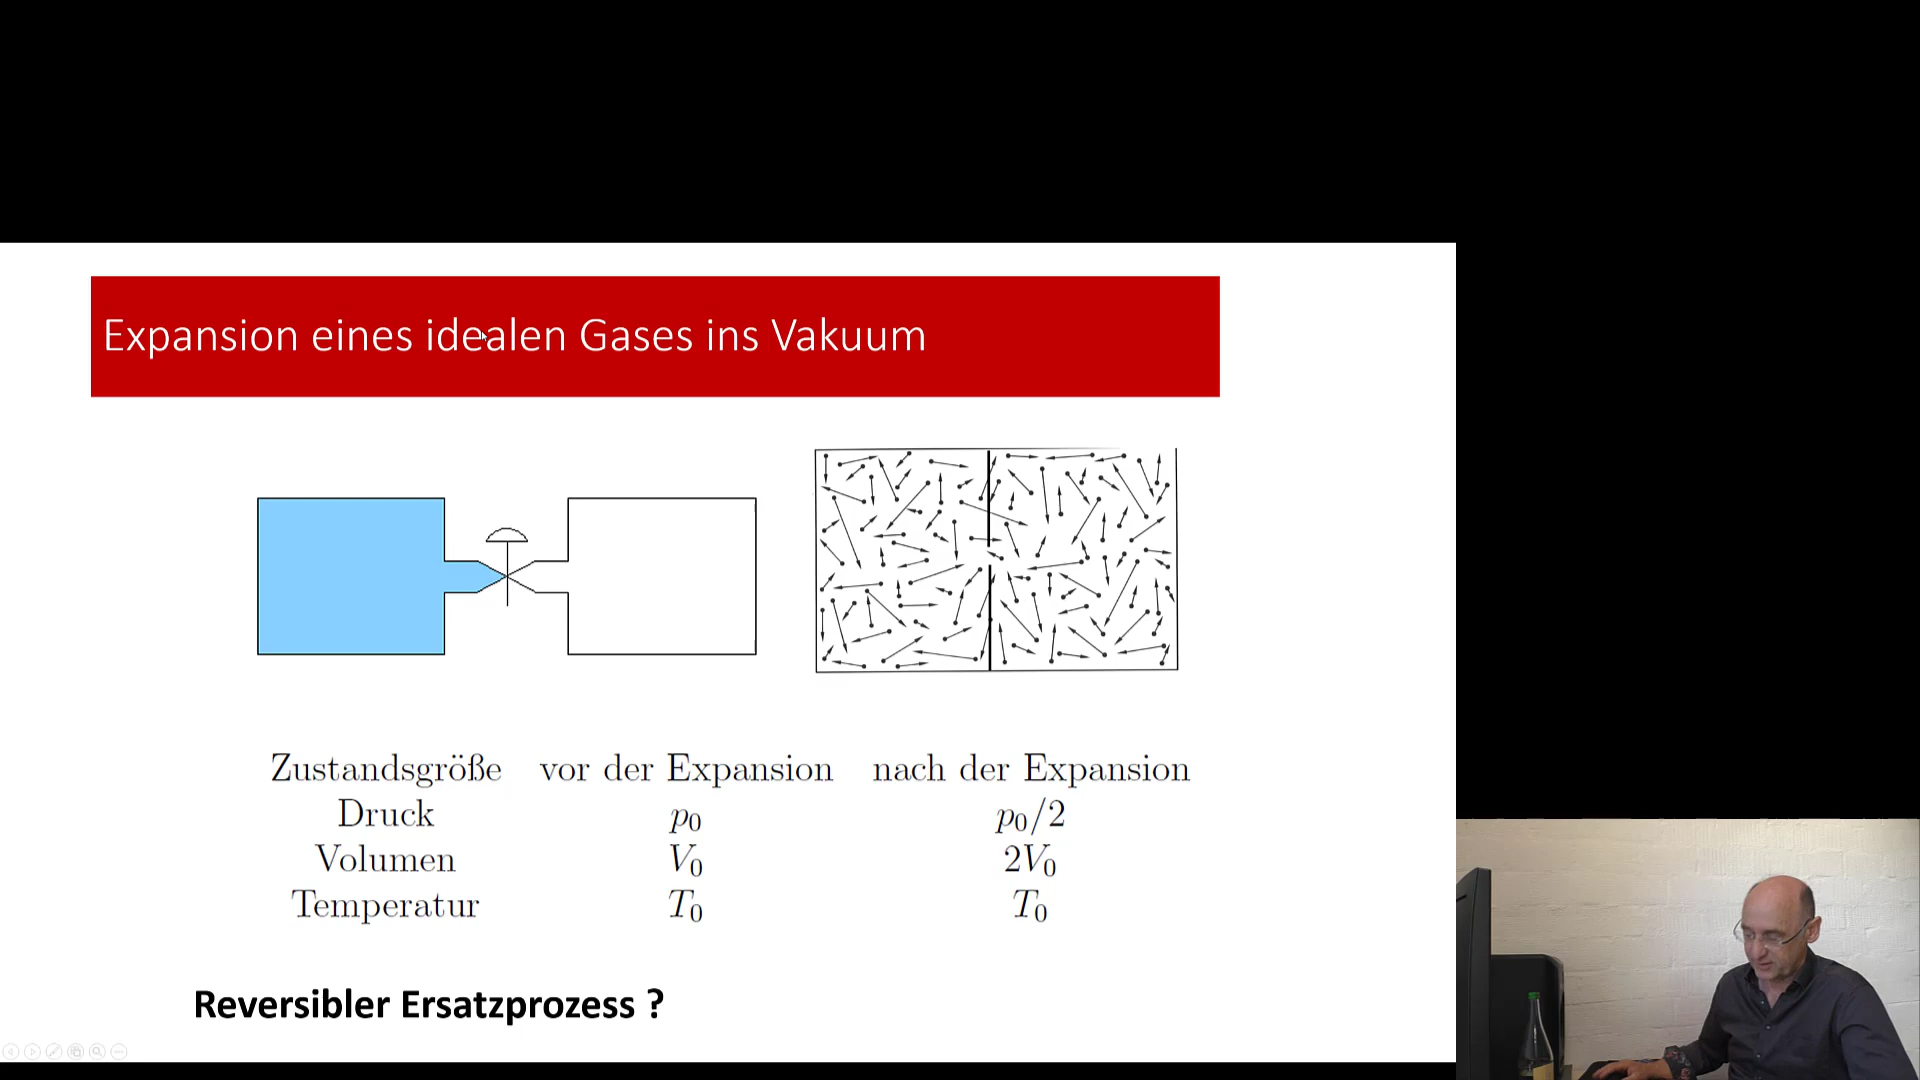 Expansion eines idealen Gases ins Vakuum
Zustandsgröße vor der Expansion nach der Expansion
Druck p₀ p₀/2
Volumen V₀ 2V₀
Temperatur T₀ T₀
Reversibler Ersatzprozess ?